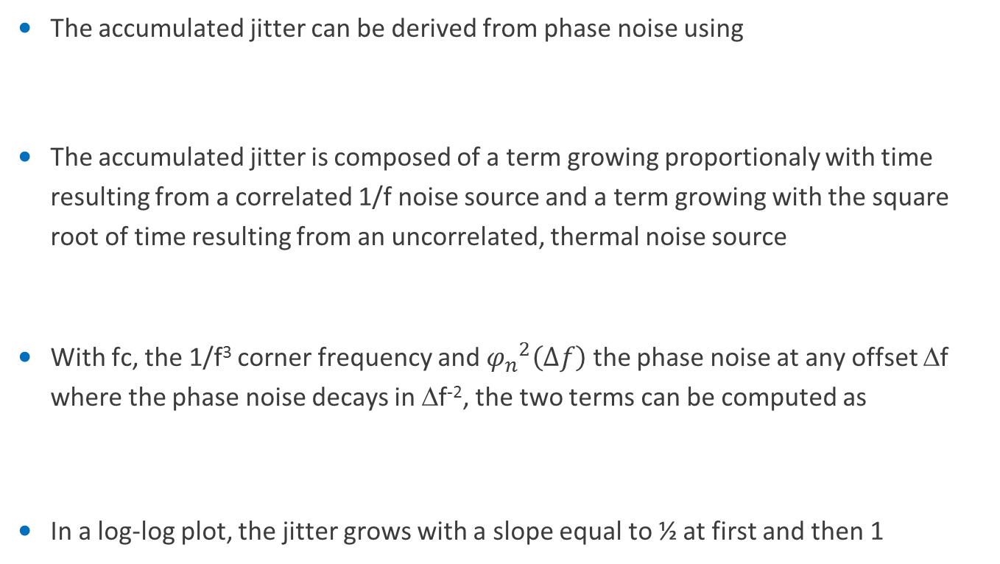 • The accumulated jitter can be derived from phase noise using
• The accumulated jitter is composed of a term growing proportionaly with time
resulting from a correlated 1/f noise source and a term growing with the square
root of time resulting from an uncorrelated, thermal noise source
• With fc, the 1/f³ corner frequency and φₙ²(Δf) the phase noise at any offset Δf
where the phase noise decays in Δf⁻², the two terms can be computed as
• In a log-log plot, the jitter grows with a slope equal to ½ at first and then 1